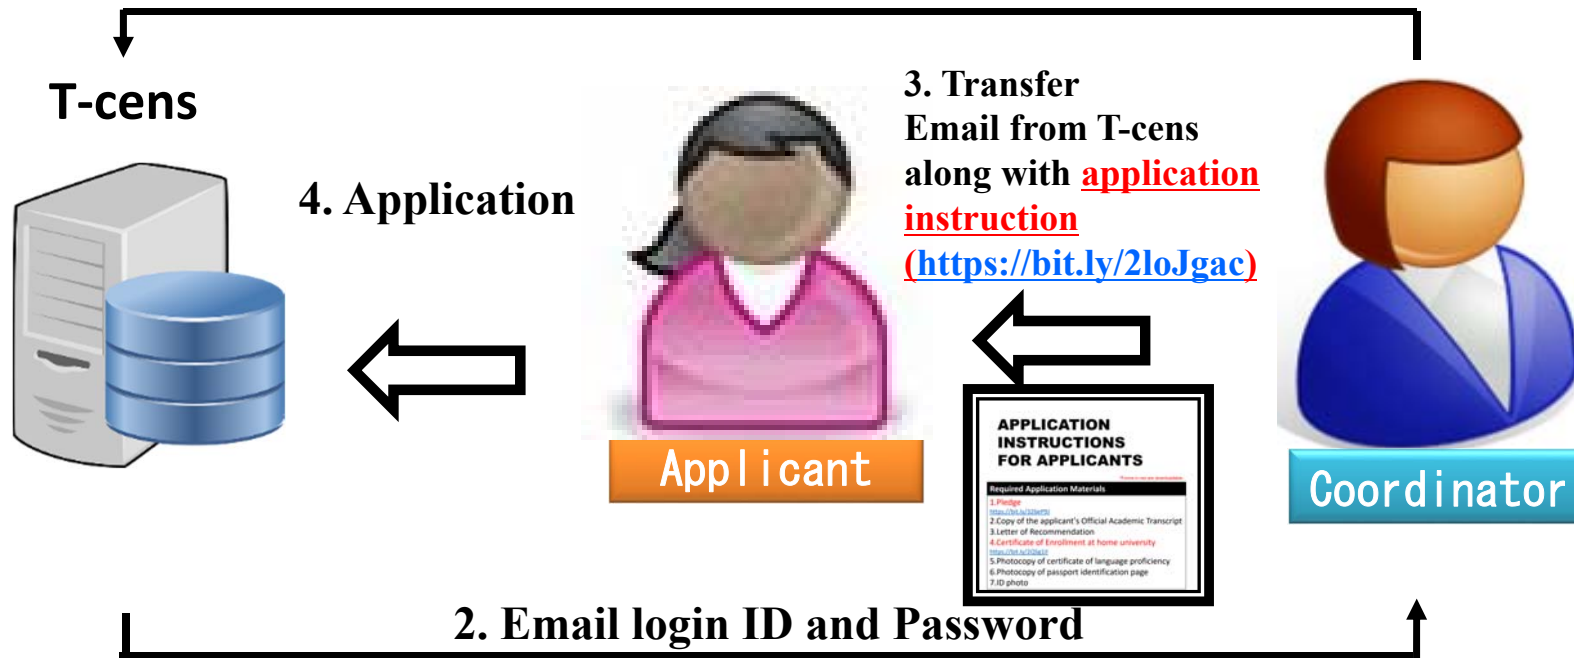 T-cens
3. Transfer
Email from T-cens
along with application
instruction
(https://bit.ly/2loJgac)
4. Application
Applicant
Coordinator
APPLICATION
INSTRUCTIONS
FOR APPLICANTS
Required Application Materials
1.Pledge
2.Copy of the applicant's Official Academic Transcript
3.Letter of Recommendation
4.Certificate of Enrollment at home university
5.Photocopy of certificate of language proficiency
6.Photocopy of passport identification page
7.ID photo
2. Email login ID and Password